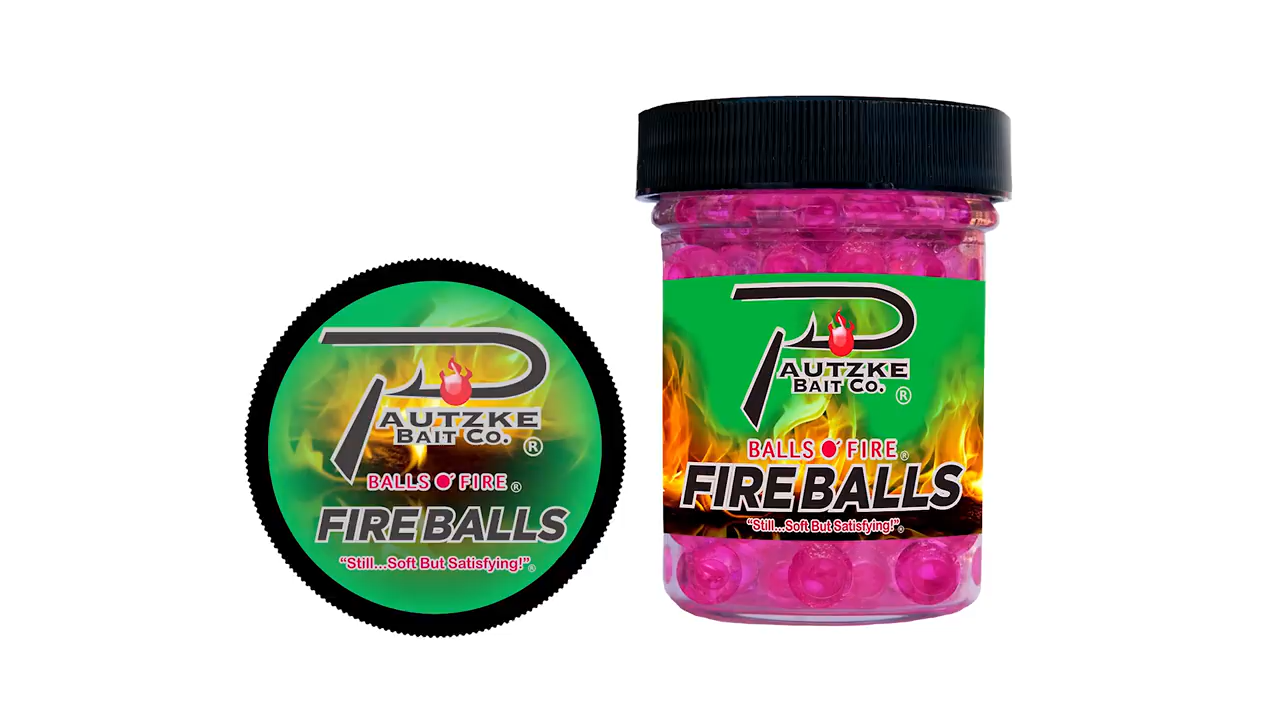 PAUTZKE
BAIT CO.®
BALLS O' FIRE®
FIRE BALLS
"Still...Soft But Satisfying!"®
PAUTZKE
BAIT CO.®
BALLS O' FIRE®
FIRE BALLS
"Still...Soft But Satisfying!"®